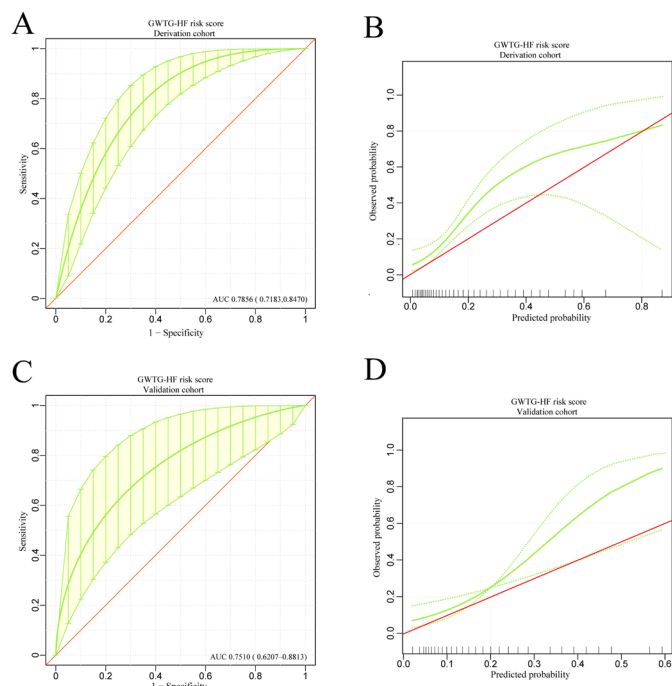 A
GWTG-HF risk score
Derivation cohort
Sensitivity
0 0.2 0.4 0.6 0.8 1
AUC 0.7856 ( 0.7183,0.8470)
0 0.2 0.4 0.6 0.8 1
1 − Specificity
B
GWTG-HF risk score
Derivation cohort
Observed probability
0.0 0.2 0.4 0.6 0.8 1.0
0.0 0.2 0.4 0.6 0.8
Predicted probability
C
GWTG-HF risk score
Validation cohort
Sensitivity
0 0.2 0.4 0.6 0.8 1
AUC 0.7510 ( 0.6207–0.8813)
0 0.2 0.4 0.6 0.8 1
1 − Specificity
D
GWTG-HF risk score
Validation cohort
Observed probability
0.0 0.2 0.4 0.6 0.8 1.0
0.0 0.1 0.2 0.3 0.4 0.5 0.6
Predicted probability